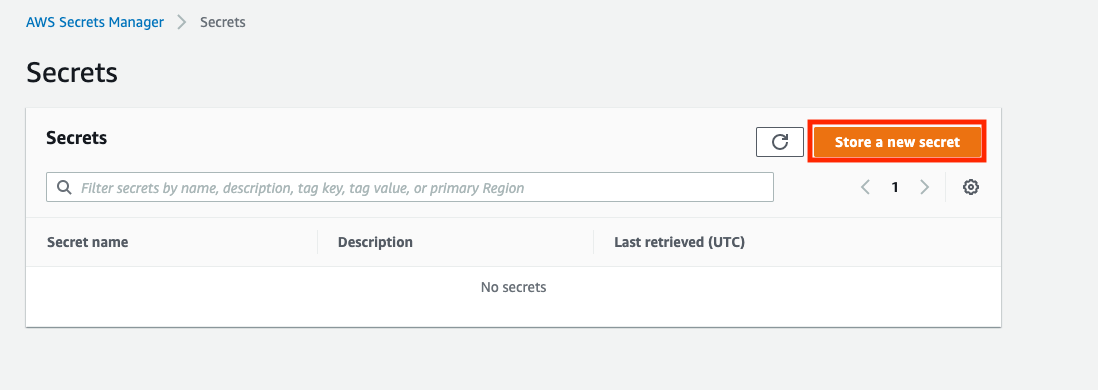 AWS Secrets Manager > Secrets
Secrets
Secrets
Store a new secret
Filter secrets by name, description, tag key, tag value, or primary Region
1
Secret name Description Last retrieved (UTC)
No secrets